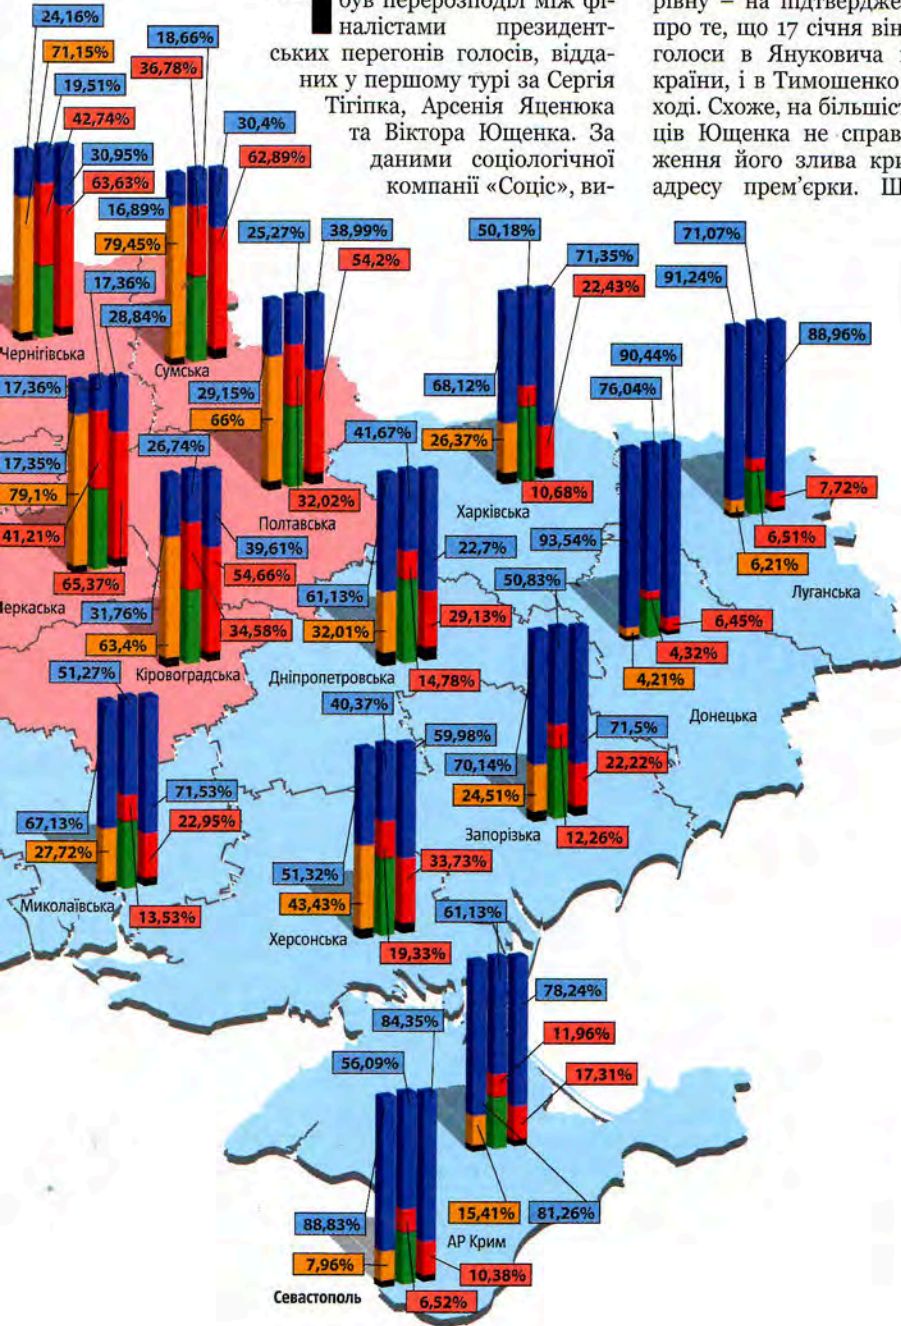 був перерозподіл між фі-
налістами президент-
ських перегонів голосів, відда-
них у першому турі за Сергія
Тігіпка, Арсенія Яценюка
та Віктора Ющенка. За
даними соціологічної
компанії «Соціс», ви-
рівну – на підтвердже
про те, що 17 січня він
голоси в Януковича
країни, і в Тимошенко
ході. Схоже, на більшіст
ців Ющенка не справ
ження його злива кри
адресу прем’єрки. Ш
24,16%
71,15%
19,51%
42,74%
30,95%
63,63%
Чернігівська
18,66%
36,78%
30,4%
62,89%
16,89%
79,45%
Сумська
25,27%
38,99%
54,2%
29,15%
66%
32,02%
Полтавська
50,18%
71,35%
22,43%
68,12%
26,37%
10,68%
Харківська
71,07%
91,24%
88,96%
7,72%
6,51%
6,21%
Луганська
17,36%
28,84%
17,36%
17,35%
79,1%
41,21%
65,37%
Черкаська
26,74%
39,61%
54,66%
31,76%
34,58%
63,4%
Кіровоградська
41,67%
22,7%
61,13%
29,13%
32,01%
14,78%
Дніпропетровська
90,44%
76,04%
93,54%
6,45%
4,32%
4,21%
Донецька
50,83%
71,5%
70,14%
22,22%
24,51%
12,26%
Запорізька
51,27%
71,53%
67,13%
22,95%
27,72%
13,53%
Миколаївська
40,37%
59,98%
33,73%
51,32%
43,43%
19,33%
Херсонська
61,13%
78,24%
11,96%
17,31%
15,41%
81,26%
АР Крим
84,35%
56,09%
88,83%
7,96%
10,38%
6,52%
Севастополь